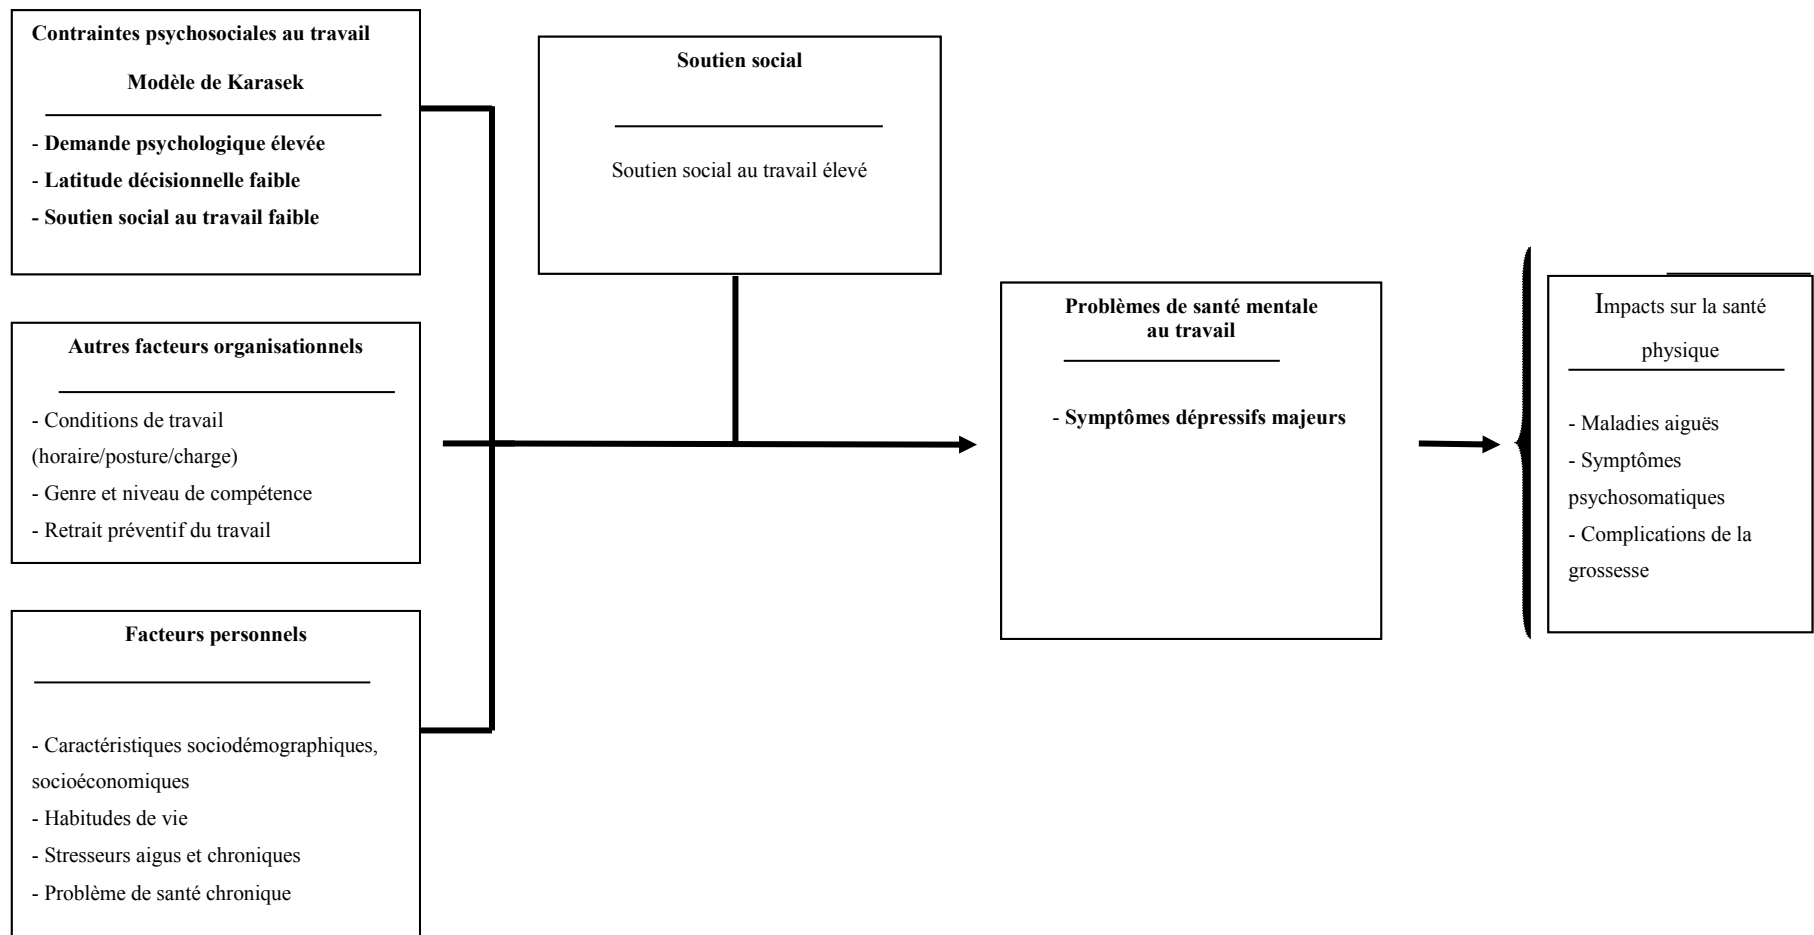 Contraintes psychosociales au travail
Modèle de Karasek
- Demande psychologique élevée
- Latitude décisionnelle faible
- Soutien social au travail faible
Autres facteurs organisationnels
- Conditions de travail
(horaire/posture/charge)
- Genre et niveau de compétence
- Retrait préventif du travail
Facteurs personnels
- Caractéristiques sociodémographiques,
socioéconomiques
- Habitudes de vie
- Stresseurs aigus et chroniques
- Problème de santé chronique
Soutien social
Soutien social au travail élevé
Problèmes de santé mentale
au travail
- Symptômes dépressifs majeurs
Impacts sur la santé
physique
- Maladies aiguës
- Symptômes
psychosomatiques
- Complications de la
grossesse